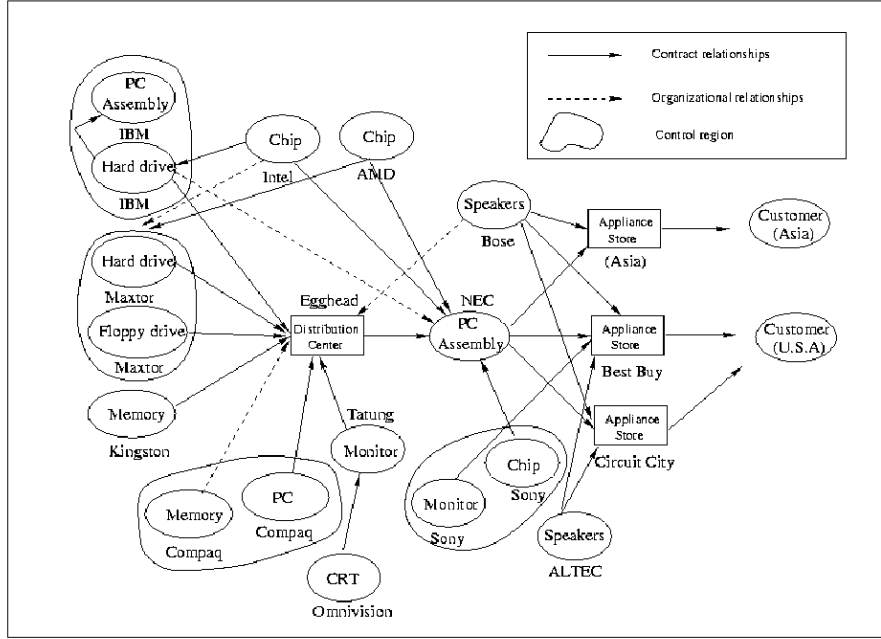 Contract relationships
Organizational relationships
Control region
PC
Assembly
IBM
Hard drive
IBM
Chip
Intel
Chip
AMD
Speakers
Bose
Appliance
Store
(Asia)
Customer
(Asia)
Hard drive
Maxtor
Floppy drive
Maxtor
Egghead
Distribution
Center
NEC
PC
Assembly
Appliance
Store
Best Buy
Customer
(U.S.A)
Memory
Kingston
Tatung
Monitor
Appliance
Store
Circuit City
Memory
Compaq
PC
Compaq
Chip
Sony
Monitor
Sony
Speakers
ALTEC
CRT
Omnivision